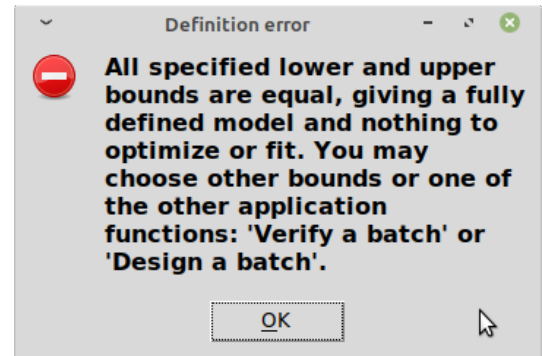 Definition error
All specified lower and upper
bounds are equal, giving a fully
defined model and nothing to
optimize or fit. You may
choose other bounds or one of
the other application
functions: 'Verify a batch' or
'Design a batch'.
OK